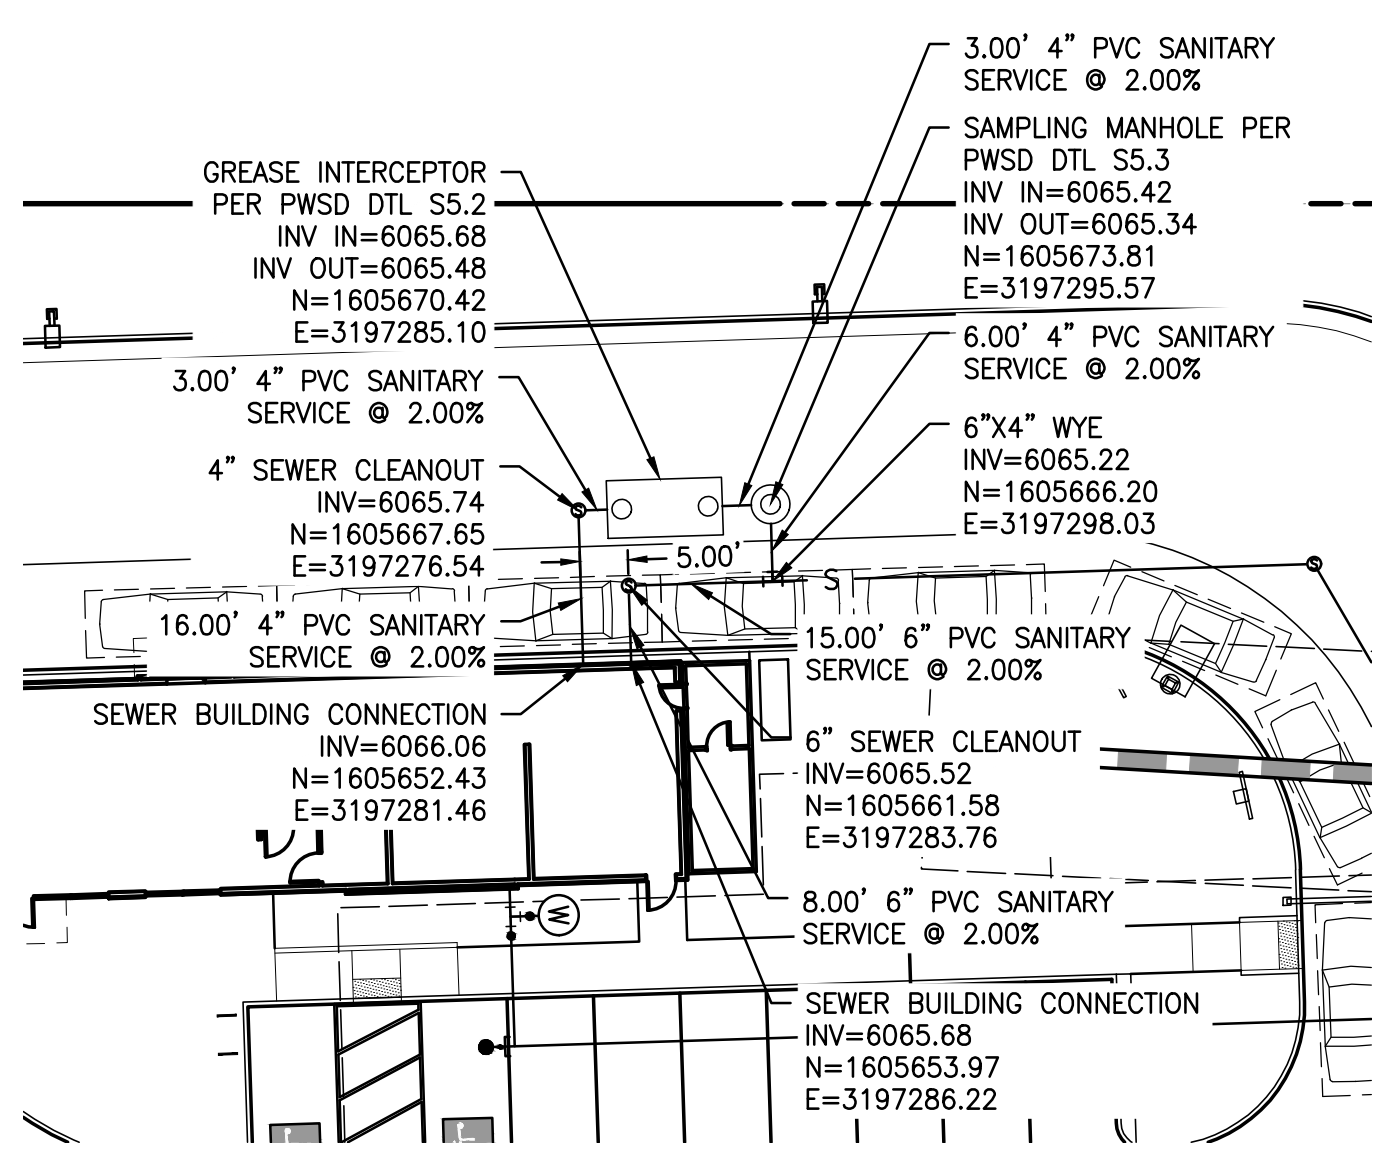 3.00' 4" PVC SANITARY
SERVICE @ 2.00%
SAMPLING MANHOLE PER
PWSD DTL S5.3
INV IN=6065.42
INV OUT=6065.34
N=1605673.81
E=3197295.57
GREASE INTERCEPTOR
PER PWSD DTL S5.2
INV IN=6065.68
INV OUT=6065.48
N=1605670.42
E=3197285.10
6.00' 4" PVC SANITARY
SERVICE @ 2.00%
3.00' 4" PVC SANITARY
SERVICE @ 2.00%
6"X4" WYE
INV=6065.22
N=1605666.20
E=3197298.03
4" SEWER CLEANOUT
INV=6065.74
N=1605667.65
E=3197276.54
S
5.00'
S
S
S
16.00' 4" PVC SANITARY
SERVICE @ 2.00%
15.00' 6" PVC SANITARY
SERVICE @ 2.00%
SEWER BUILDING CONNECTION
INV=6066.06
N=1605652.43
E=3197281.46
6" SEWER CLEANOUT
INV=6065.52
N=1605661.58
E=3197283.76
8.00' 6" PVC SANITARY
SERVICE @ 2.00%
W
SEWER BUILDING CONNECTION
INV=6065.68
N=1605653.97
E=3197286.22